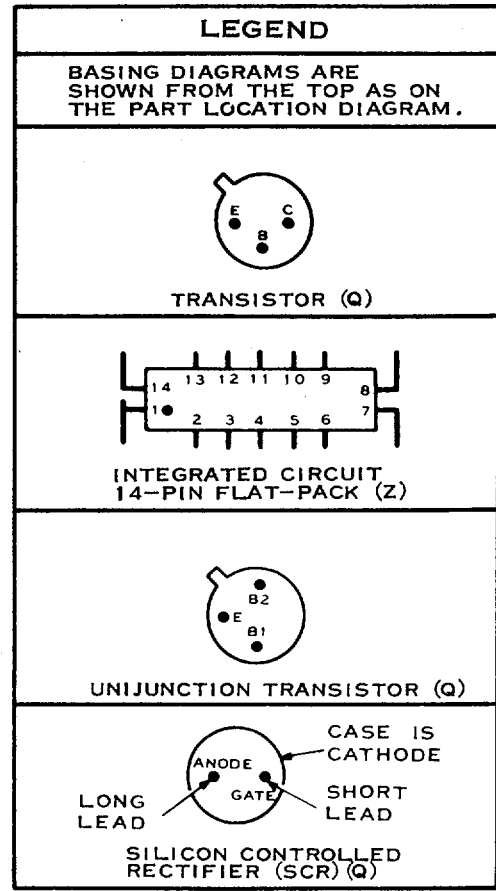 LEGEND
BASING DIAGRAMS ARE
SHOWN FROM THE TOP AS ON
THE PART LOCATION DIAGRAM.
E C
B
TRANSISTOR (Q)
14 13 12 11 10 9 8
1 2 3 4 5 6 7
INTEGRATED CIRCUIT
14-PIN FLAT-PACK (Z)
B2
E
B1
UNIJUNCTION TRANSISTOR (Q)
CASE IS
CATHODE
ANODE
GATE
LONG
LEAD
SHORT
LEAD
SILICON CONTROLLED
RECTIFIER (SCR)(Q)